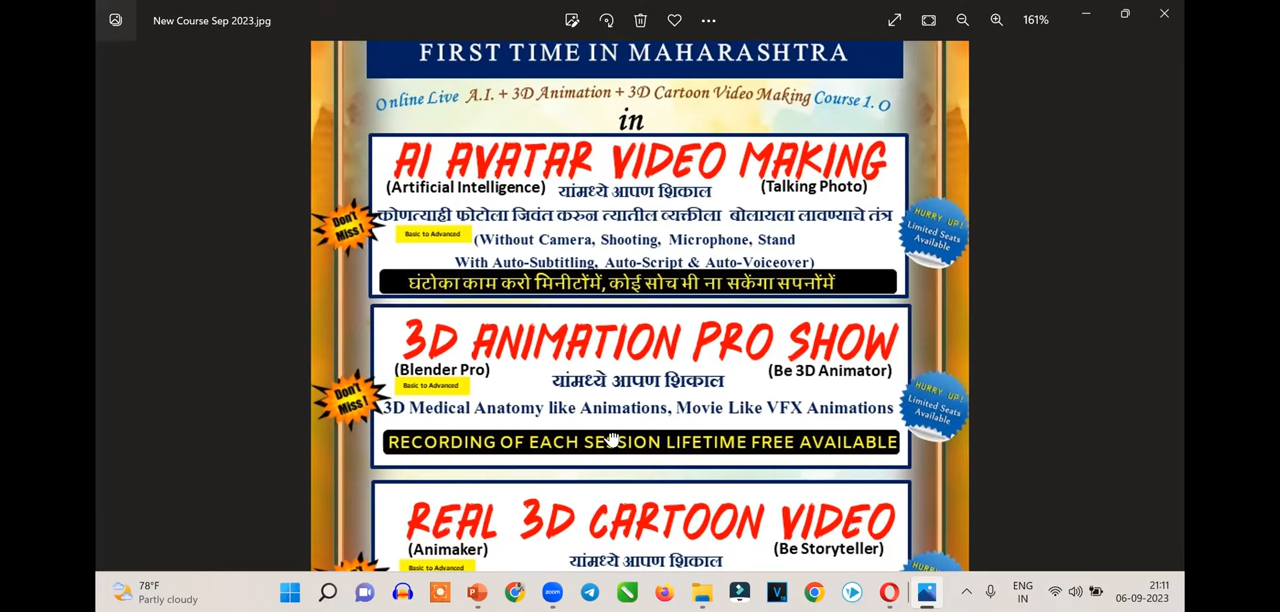 New Course Sep 2023.jpg
161%
FIRST TIME IN MAHARASHTRA
Online Live A.I. + 3D Animation + 3D Cartoon Video Making Course 1.0
in
AI AVATAR VIDEO MAKING
(Artificial Intelligence) यांमध्ये आपण शिकाल (Talking Photo)
कोणत्याही फोटोला जिवंत करुन त्यातील व्यक्तीला बोलायला लावण्याचे तंत्र
Don't Miss !
Basic to Advanced
(Without Camera, Shooting, Microphone, Stand
With Auto-Subtitling, Auto-Script & Auto-Voiceover)
HURRY UP!
Limited Seats
Available
घंटोका काम करो मिनीटोंमें, कोई सोच भी ना सकेंगा सपनोंमें
3D ANIMATION PRO SHOW
(Blender Pro) (Be 3D Animator)
Basic to Advanced
यांमध्ये आपण शिकाल
Don't Miss !
3D Medical Anatomy like Animations, Movie Like VFX Animations
HURRY UP!
Limited Seats
Available
RECORDING OF EACH SESSION LIFETIME FREE AVAILABLE
REAL 3D CARTOON VIDEO
(Animaker) (Be Storyteller)
यांमध्ये आपण शिकाल
Basic to Advanced
78°F
Partly cloudy
zoom
ENG
IN
21:11
06-09-2023